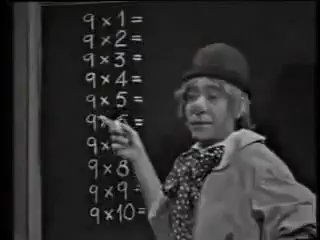 9 × 1 =
9 × 2 =
9 × 3 =
9 × 4 =
9 × 5 =
9 × 6 =
9 ×
9 × 8
9 × 9
9 × 10 =